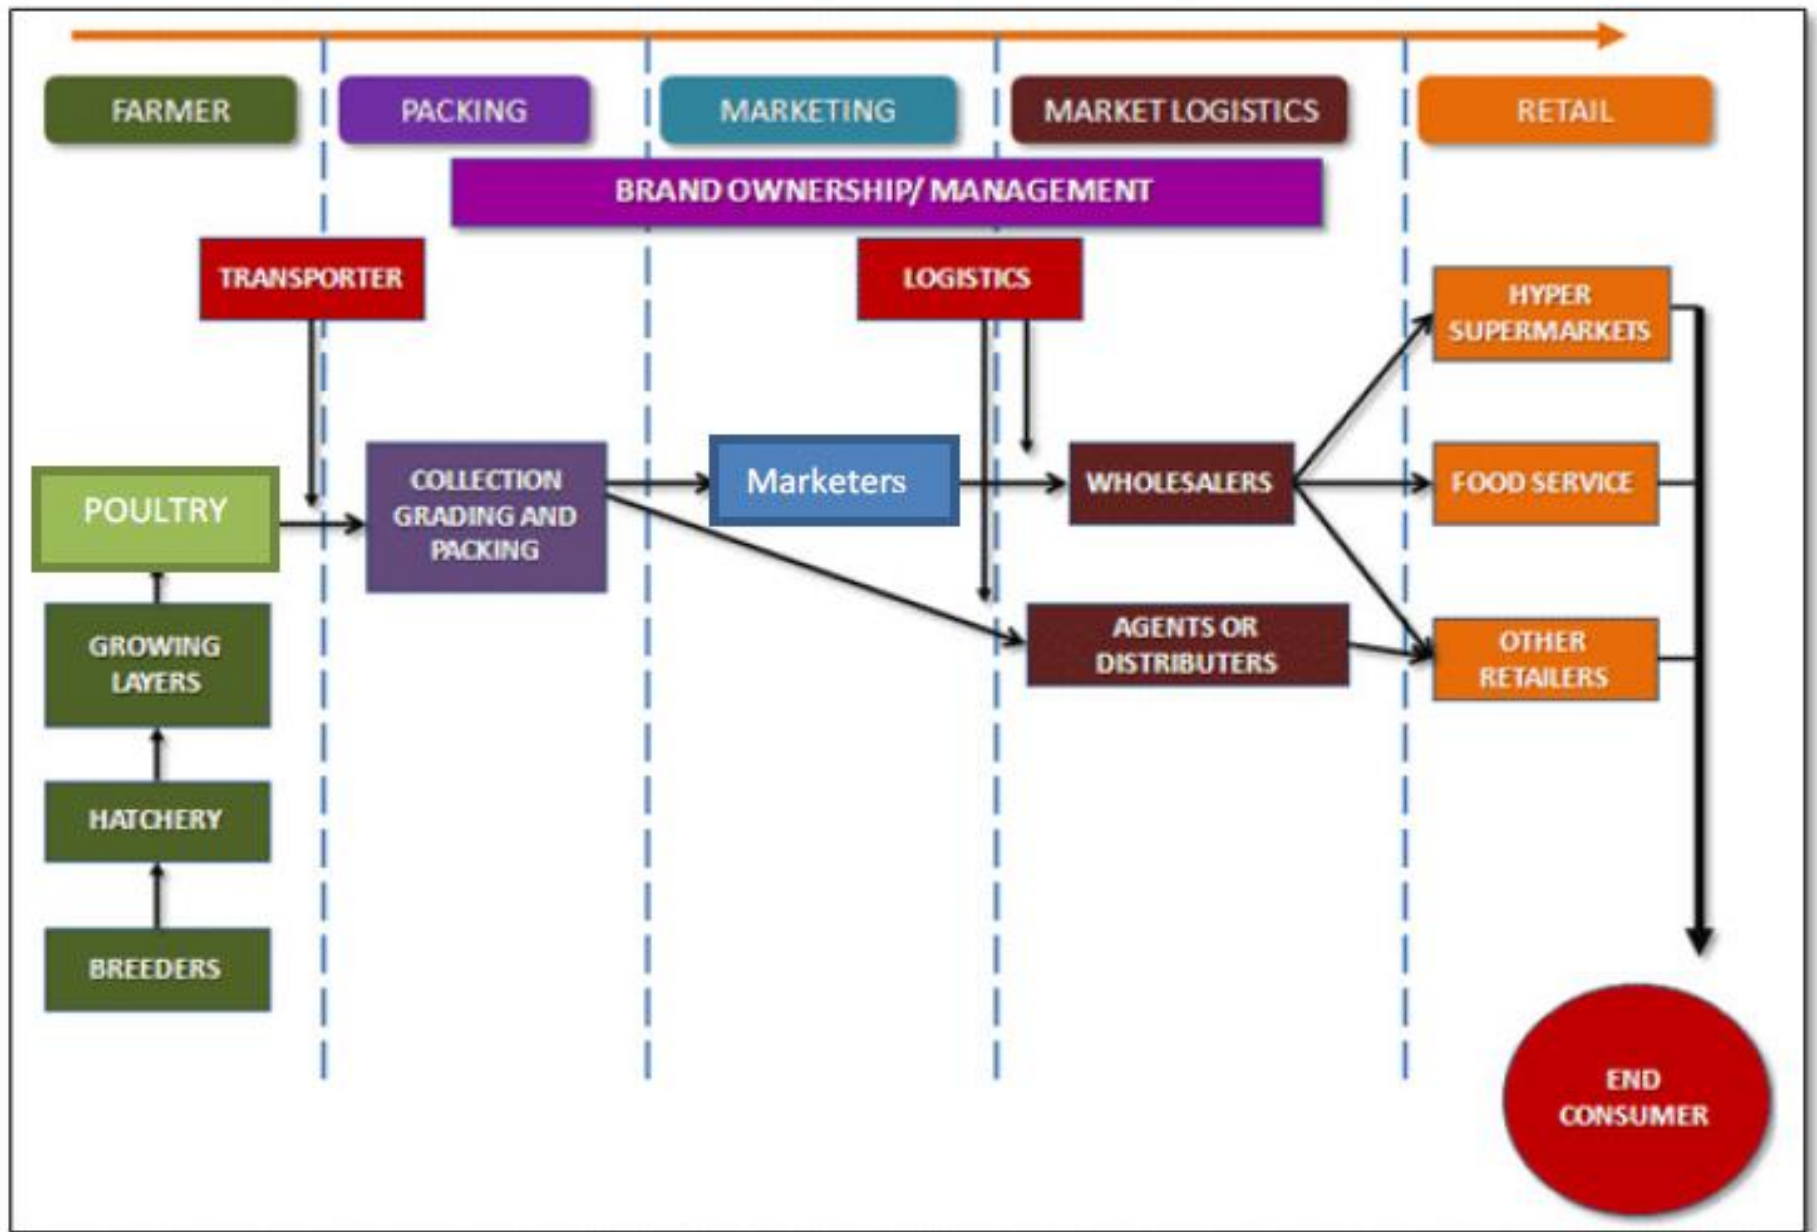 FARMER
PACKING
MARKETING
MARKET LOGISTICS
RETAIL
BRAND OWNERSHIP/ MANAGEMENT
TRANSPORTER
LOGISTICS
HYPER
SUPERMARKETS
POULTRY
COLLECTION
GRADING AND
PACKING
Marketers
WHOLESALERS
FOOD SERVICE
GROWING
LAYERS
AGENTS OR
DISTRIBUTERS
OTHER
RETAILERS
HATCHERY
BREEDERS
END
CONSUMER